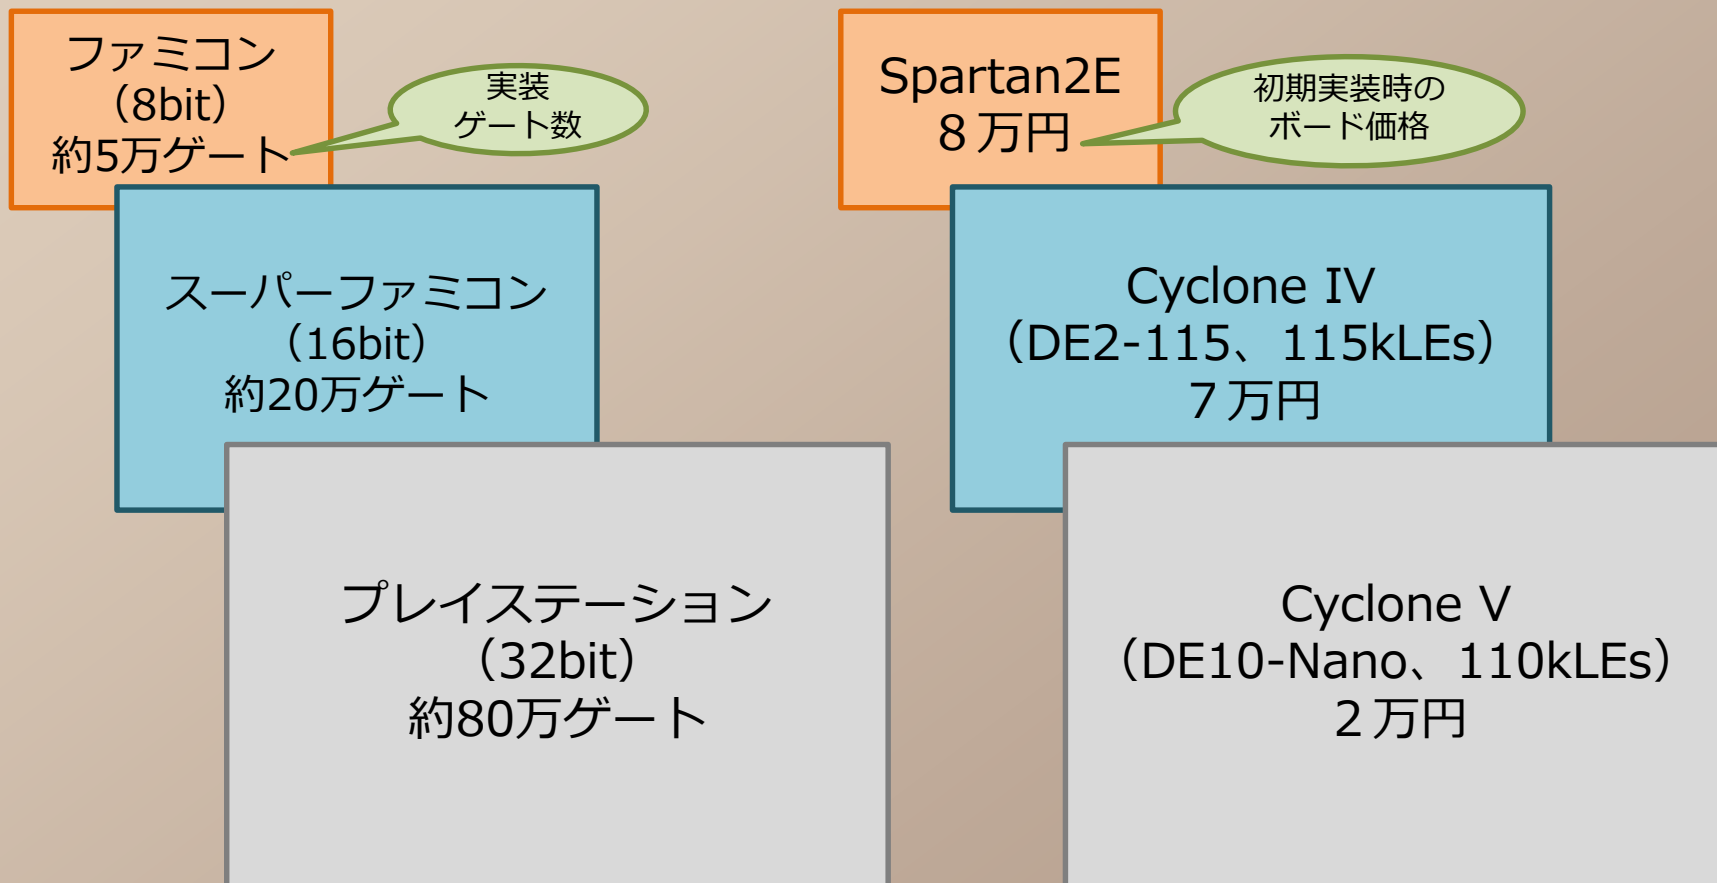 ファミコン
（8bit）
約5万ゲート
実装
ゲート数
Spartan2E
８万円
初期実装時の
ボード価格
スーパーファミコン
（16bit）
約20万ゲート
Cyclone IV
（DE2-115、115kLEs）
７万円
プレイステーション
（32bit）
約80万ゲート
Cyclone V
（DE10-Nano、110kLEs）
２万円